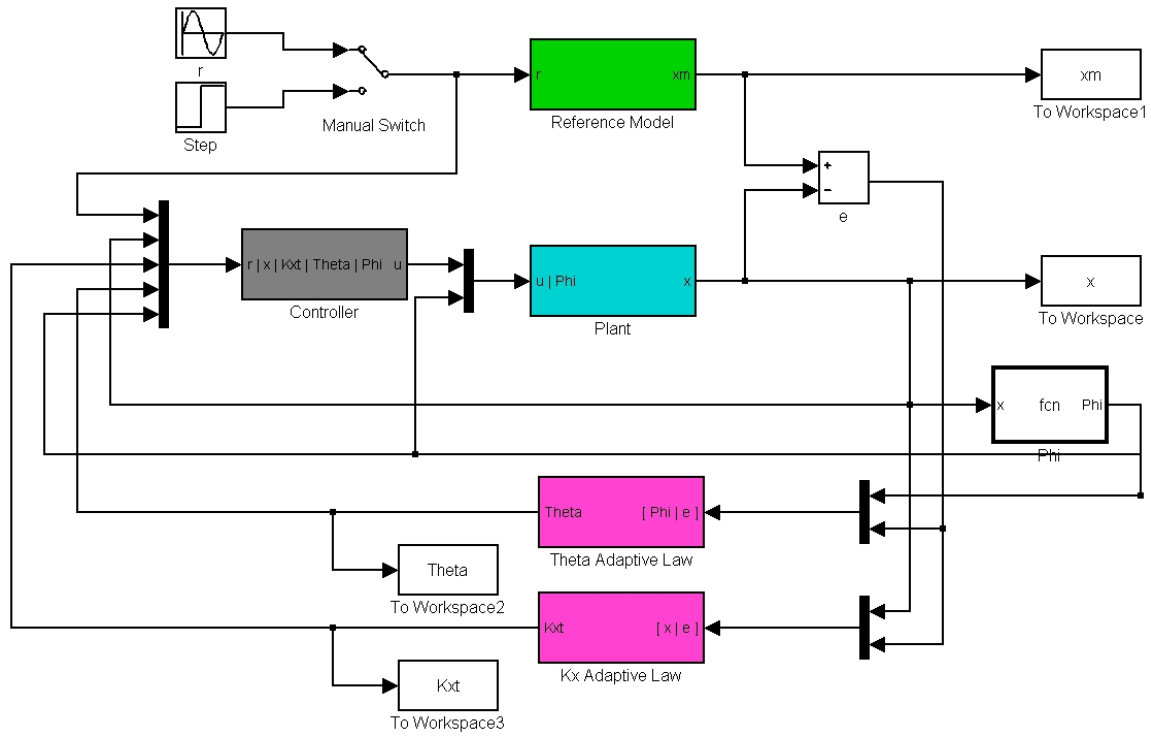 r
Step
Manual Switch
r xm
Reference Model
xm
To Workspace1
+
−
e
r | x | Kxt | Theta | Phi u
Controller
u | Phi x
Plant
x
To Workspace
x fcn Phi
Phi
Theta [ Phi | e ]
Theta Adaptive Law
Theta
To Workspace2
Kxt [ x | e ]
Kx Adaptive Law
Kxt
To Workspace3